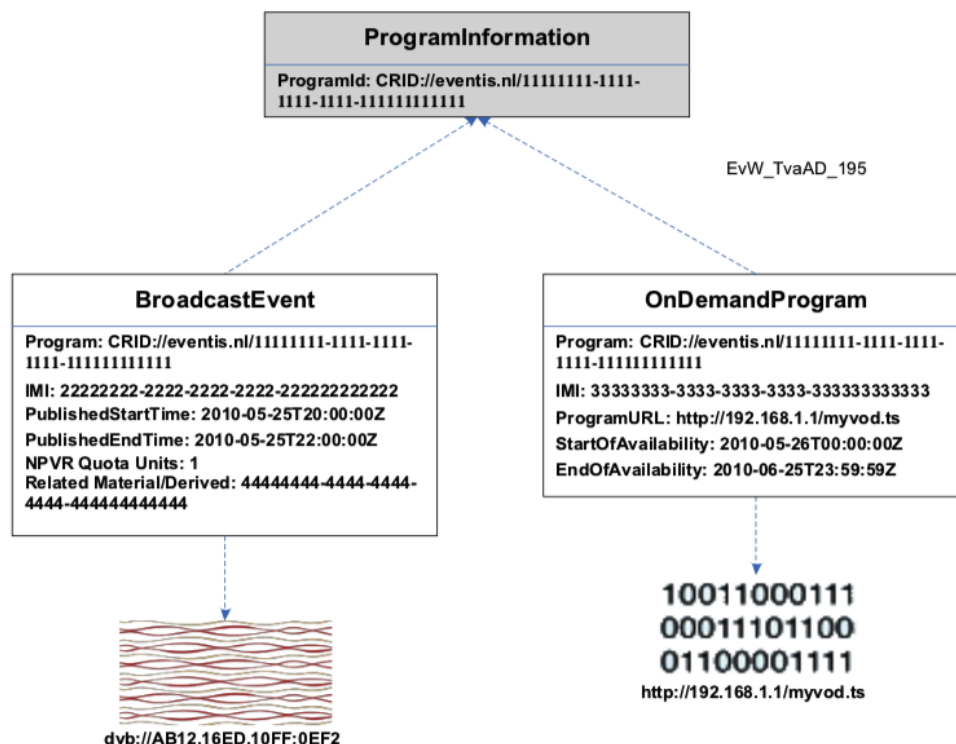 ProgramInformation
ProgramId: CRID://eventis.nl/11111111-1111-
1111-1111-111111111111
EvW_TvaAD_195
BroadcastEvent
Program: CRID://eventis.nl/11111111-1111-1111-
1111-111111111111
IMI: 22222222-2222-2222-2222-222222222222
PublishedStartTime: 2010-05-25T20:00:00Z
PublishedEndTime: 2010-05-25T22:00:00Z
NPVR Quota Units: 1
Related Material/Derived: 44444444-4444-4444-
4444-444444444444
OnDemandProgram
Program: CRID://eventis.nl/11111111-1111-1111-
1111-111111111111
IMI: 33333333-3333-3333-3333-333333333333
ProgramURL: http://192.168.1.1/myvod.ts
StartOfAvailability: 2010-05-26T00:00:00Z
EndOfAvailability: 2010-06-25T23:59:59Z
dvb://AB12.16ED.10FF:0EF2
10011000111
00011101100
01100001111
http://192.168.1.1/myvod.ts